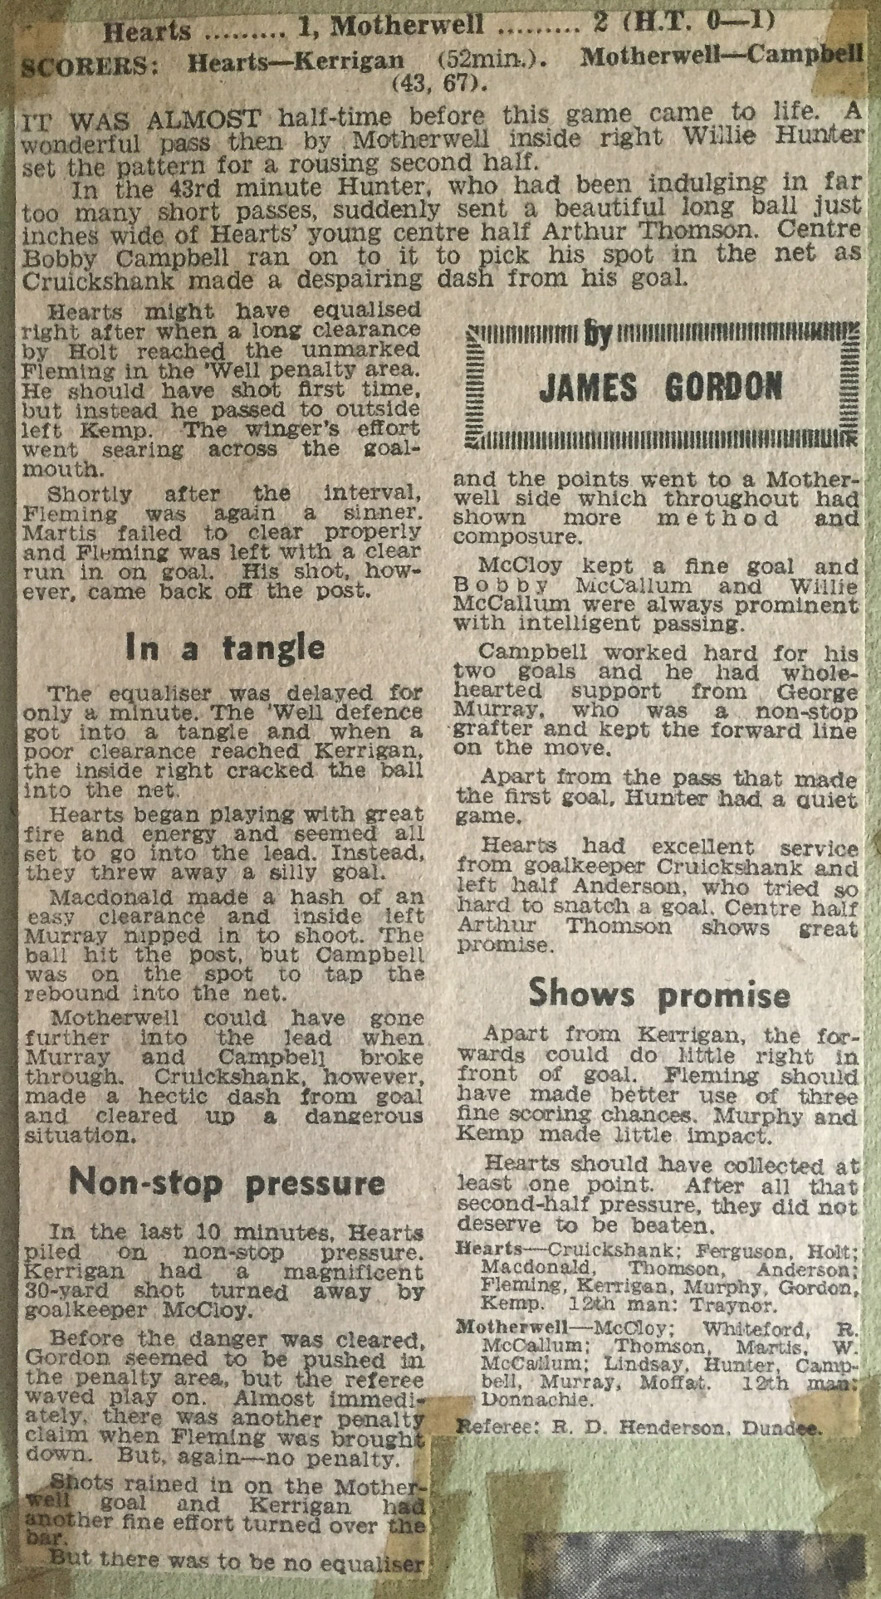 Hearts ......... 1, Motherwell ......... 2 (H.T. 0—1)
SCORERS: Hearts—Kerrigan (52min.). Motherwell—Campbell
(43, 67).
IT WAS ALMOST half-time before this game came to life. A
wonderful pass then by Motherwell inside right Willie Hunter
set the pattern for a rousing second half.
In the 43rd minute Hunter, who had been indulging in far
too many short passes, suddenly sent a beautiful long ball just
inches wide of Hearts' young centre half Arthur Thomson. Centre
Bobby Campbell ran on to it to pick his spot in the net as
Cruickshank made a despairing dash from his goal.
Hearts might have equalised
right after when a long clearance
by Holt reached the unmarked
Fleming in the 'Well penalty area.
He should have shot first time,
but instead he passed to outside
left Kemp. The winger's effort
went searing across the goal-
mouth.
Shortly after the interval,
Fleming was again a sinner.
Martis failed to clear properly
and Fleming was left with a clear
run in on goal. His shot, how-
ever, came back off the post.
In a tangle
The equaliser was delayed for
only a minute. The 'Well defence
got into a tangle and when a
poor clearance reached Kerrigan,
the inside right cracked the ball
into the net.
Hearts began playing with great
fire and energy and seemed all
set to go into the lead. Instead,
they threw away a silly goal.
Macdonald made a hash of an
easy clearance and inside left
Murray nipped in to shoot. The
ball hit the post, but Campbell
was on the spot to tap the
rebound into the net.
Motherwell could have gone
further into the lead when
Murray and Campbell broke
through. Cruickshank, however,
made a hectic dash from goal
and cleared up a dangerous
situation.
Non-stop pressure
In the last 10 minutes, Hearts
piled on non-stop pressure.
Kerrigan had a magnificent
30-yard shot turned away by
goalkeeper McCloy.
Before the danger was cleared,
Gordon seemed to be pushed in
the penalty area, but the referee
waved play on. Almost immedi-
ately, there was another penalty
claim when Fleming was brought
down. But, again—no penalty.
Shots rained in on the Mother-
well goal and Kerrigan had
another fine effort turned over the
bar.
But there was to be no equaliser
by
JAMES GORDON
and the points went to a Mother-
well side which throughout had
shown more method and
composure.
McCloy kept a fine goal and
Bobby McCallum and Willie
McCallum were always prominent
with intelligent passing.
Campbell worked hard for his
two goals and he had whole-
hearted support from George
Murray, who was a non-stop
grafter and kept the forward line
on the move.
Apart from the pass that made
the first goal, Hunter had a quiet
game.
Hearts had excellent service
from goalkeeper Cruickshank and
left half Anderson, who tried so
hard to snatch a goal. Centre half
Arthur Thomson shows great
promise.
Shows promise
Apart from Kerrigan, the for-
wards could do little right in
front of goal. Fleming should
have made better use of three
fine scoring chances. Murphy and
Kemp made little impact.
Hearts should have collected at
least one point. After all that
second-half pressure, they did not
deserve to be beaten.
Hearts—Cruickshank; Ferguson, Holt;
Macdonald, Thomson, Anderson;
Fleming, Kerrigan, Murphy, Gordon,
Kemp. 12th man: Traynor.
Motherwell—McCloy; Whiteford, R.
McCallum; Thomson, Martis, W.
McCallum; Lindsay, Hunter, Camp-
bell, Murray, Moffat. 12th man:
Donnachie.
Referee: R. D. Henderson, Dundee.